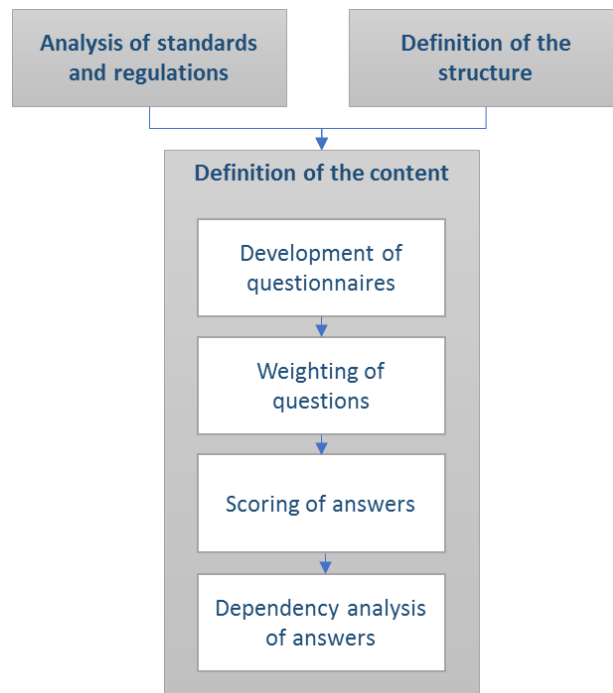 Analysis of standards
and regulations
Definition of the
structure
Definition of the content
Development of
questionnaires
Weighting of
questions
Scoring of answers
Dependency analysis
of answers